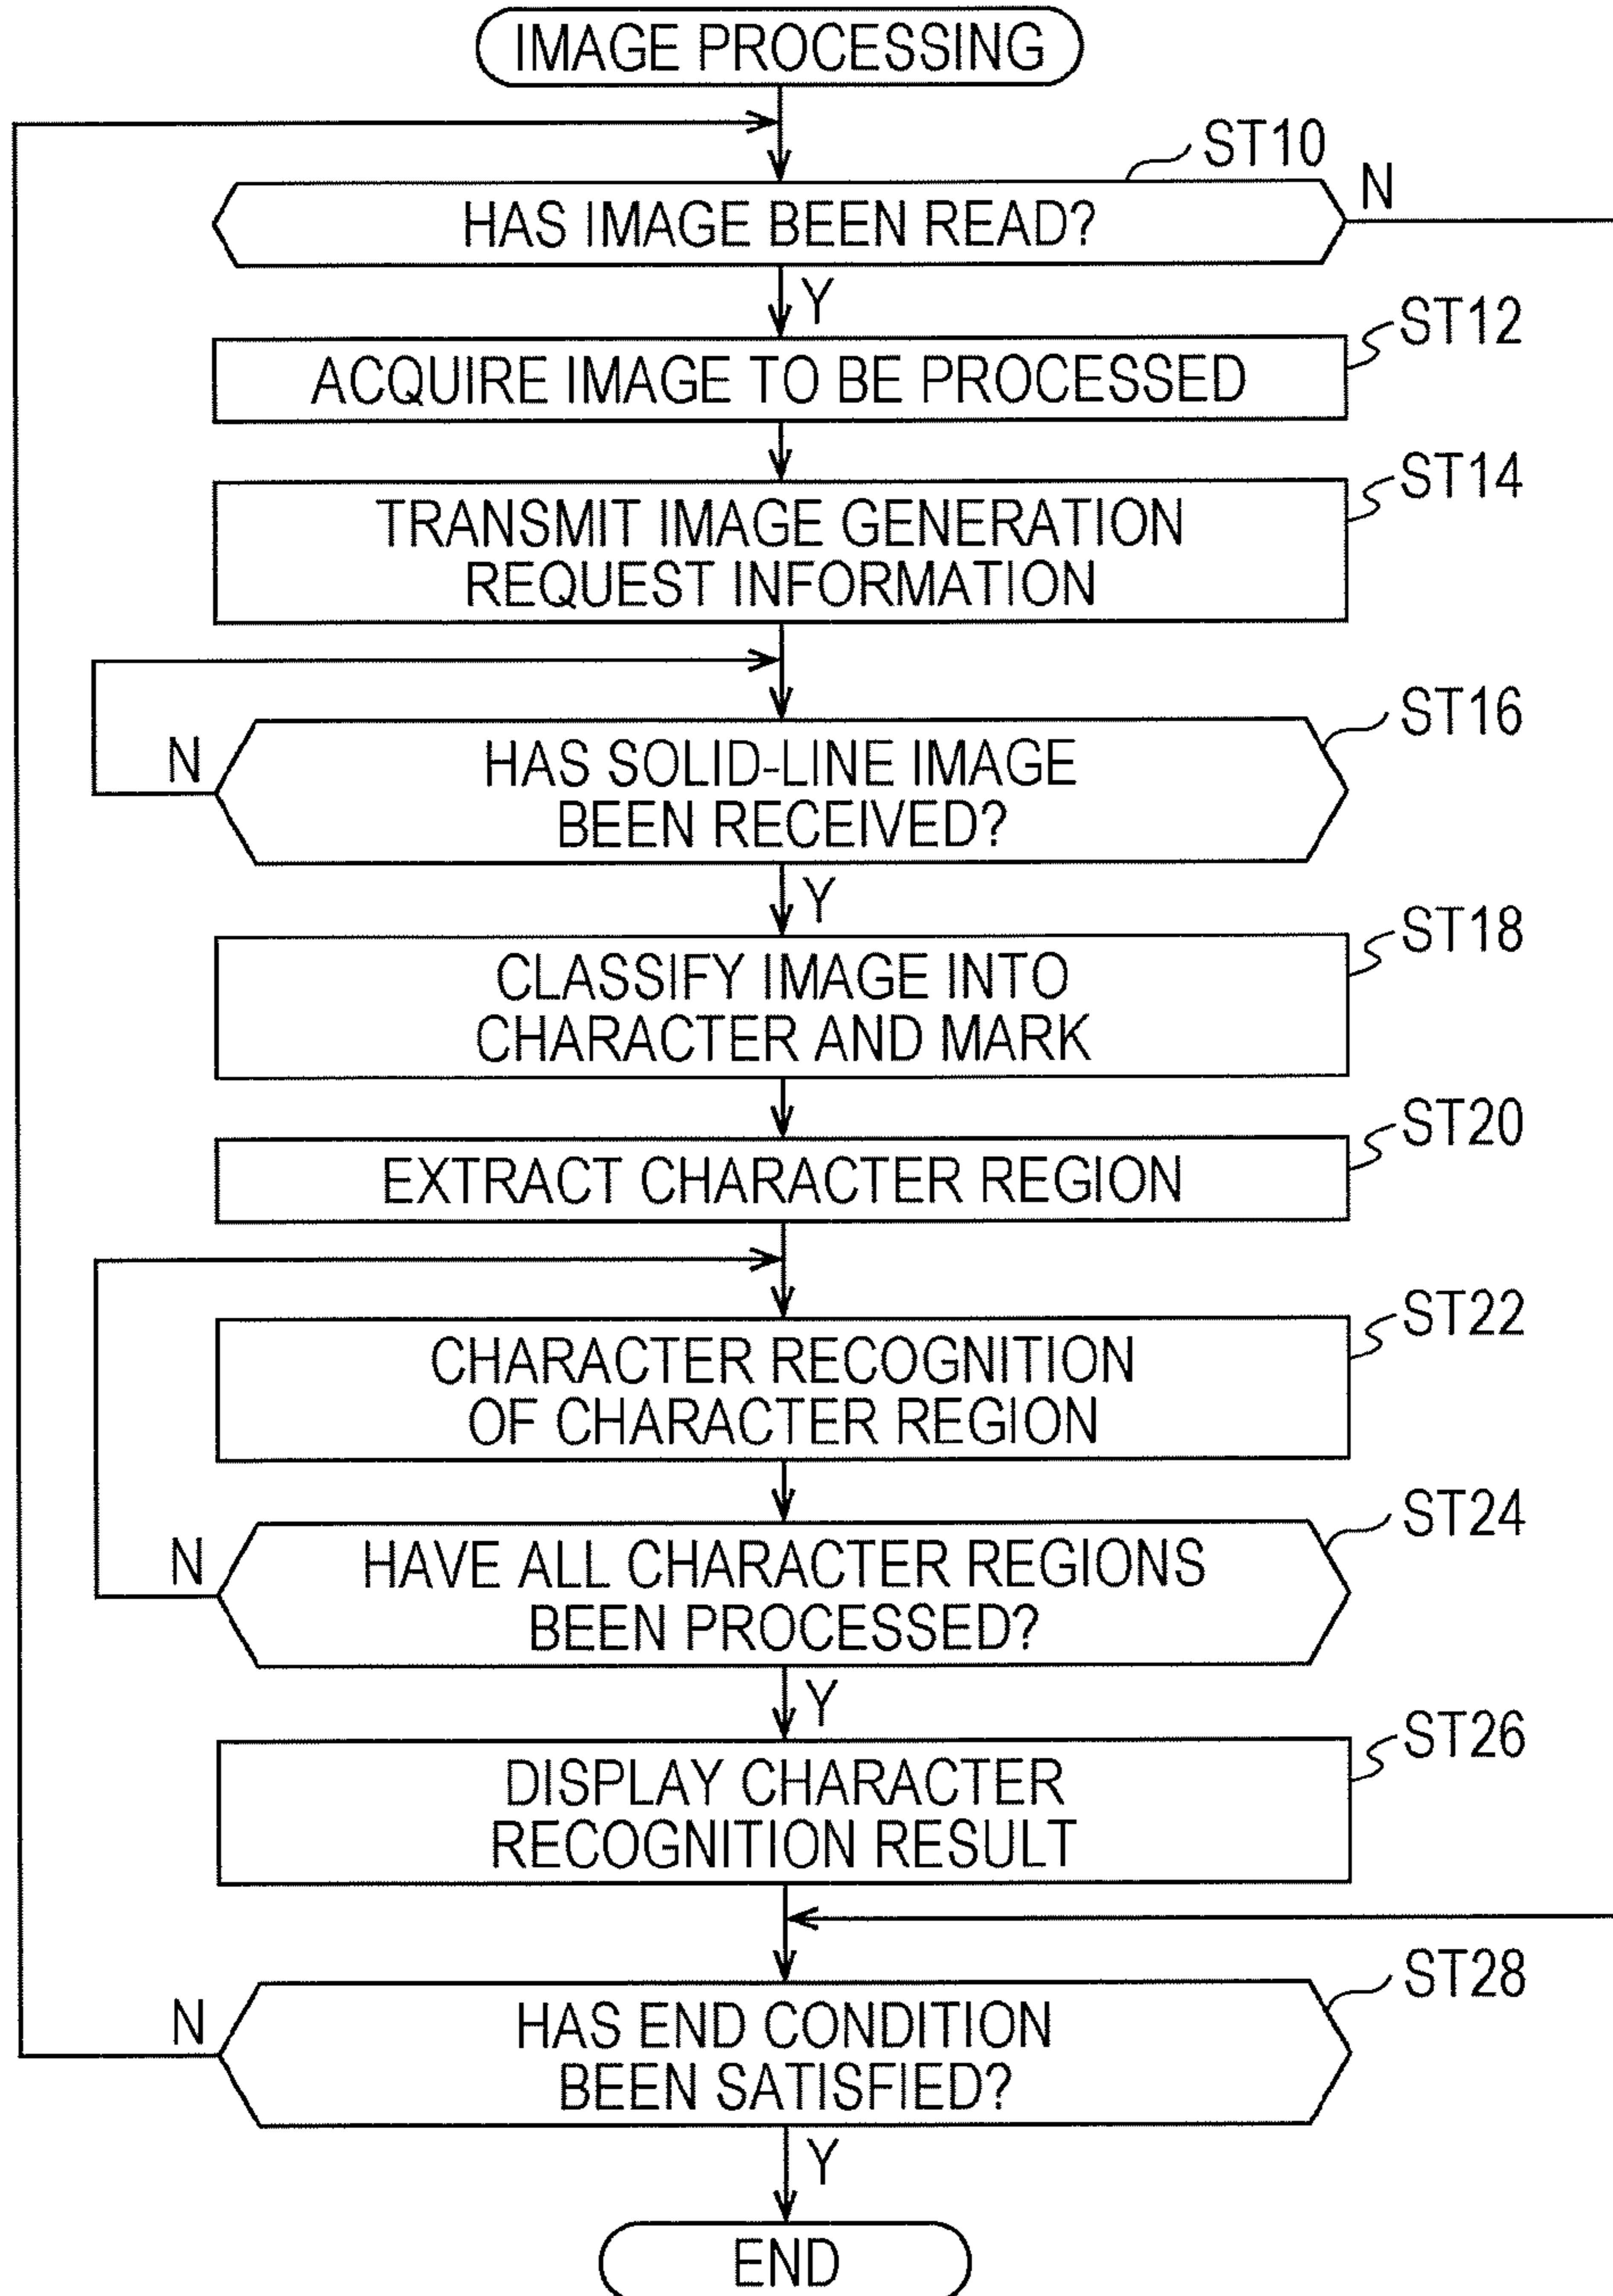 IMAGE PROCESSING
ST10
HAS IMAGE BEEN READ?
N
Y
ST12
ACQUIRE IMAGE TO BE PROCESSED
ST14
TRANSMIT IMAGE GENERATION
REQUEST INFORMATION
ST16
N
HAS SOLID-LINE IMAGE
BEEN RECEIVED?
Y
ST18
CLASSIFY IMAGE INTO
CHARACTER AND MARK
ST20
EXTRACT CHARACTER REGION
ST22
CHARACTER RECOGNITION
OF CHARACTER REGION
ST24
N
HAVE ALL CHARACTER REGIONS
BEEN PROCESSED?
Y
ST26
DISPLAY CHARACTER
RECOGNITION RESULT
ST28
N
HAS END CONDITION
BEEN SATISFIED?
Y
END